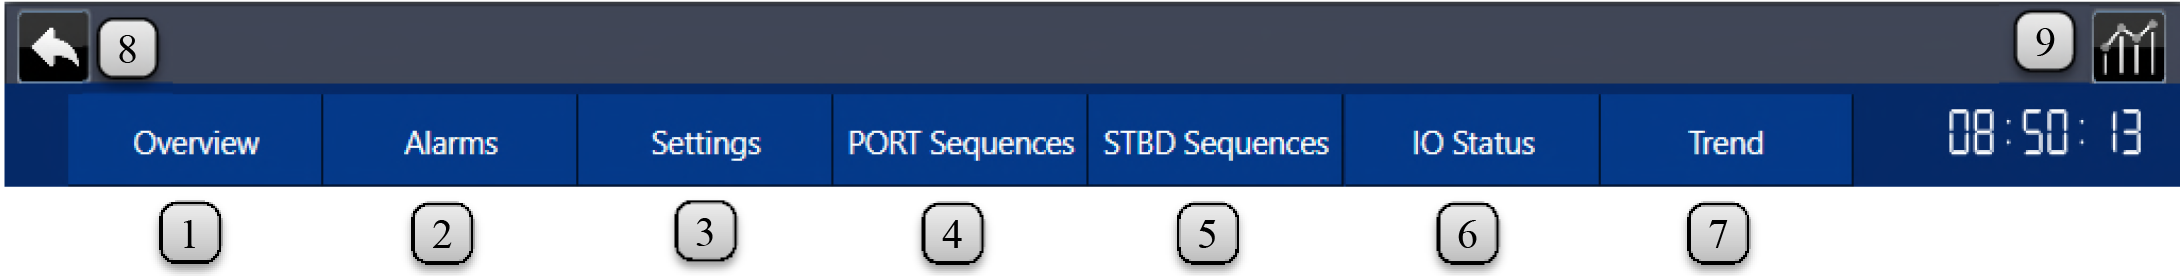 8 9
Overview Alarms Settings PORT Sequences STBD Sequences IO Status Trend 08:50:13
1 2 3 4 5 6 7